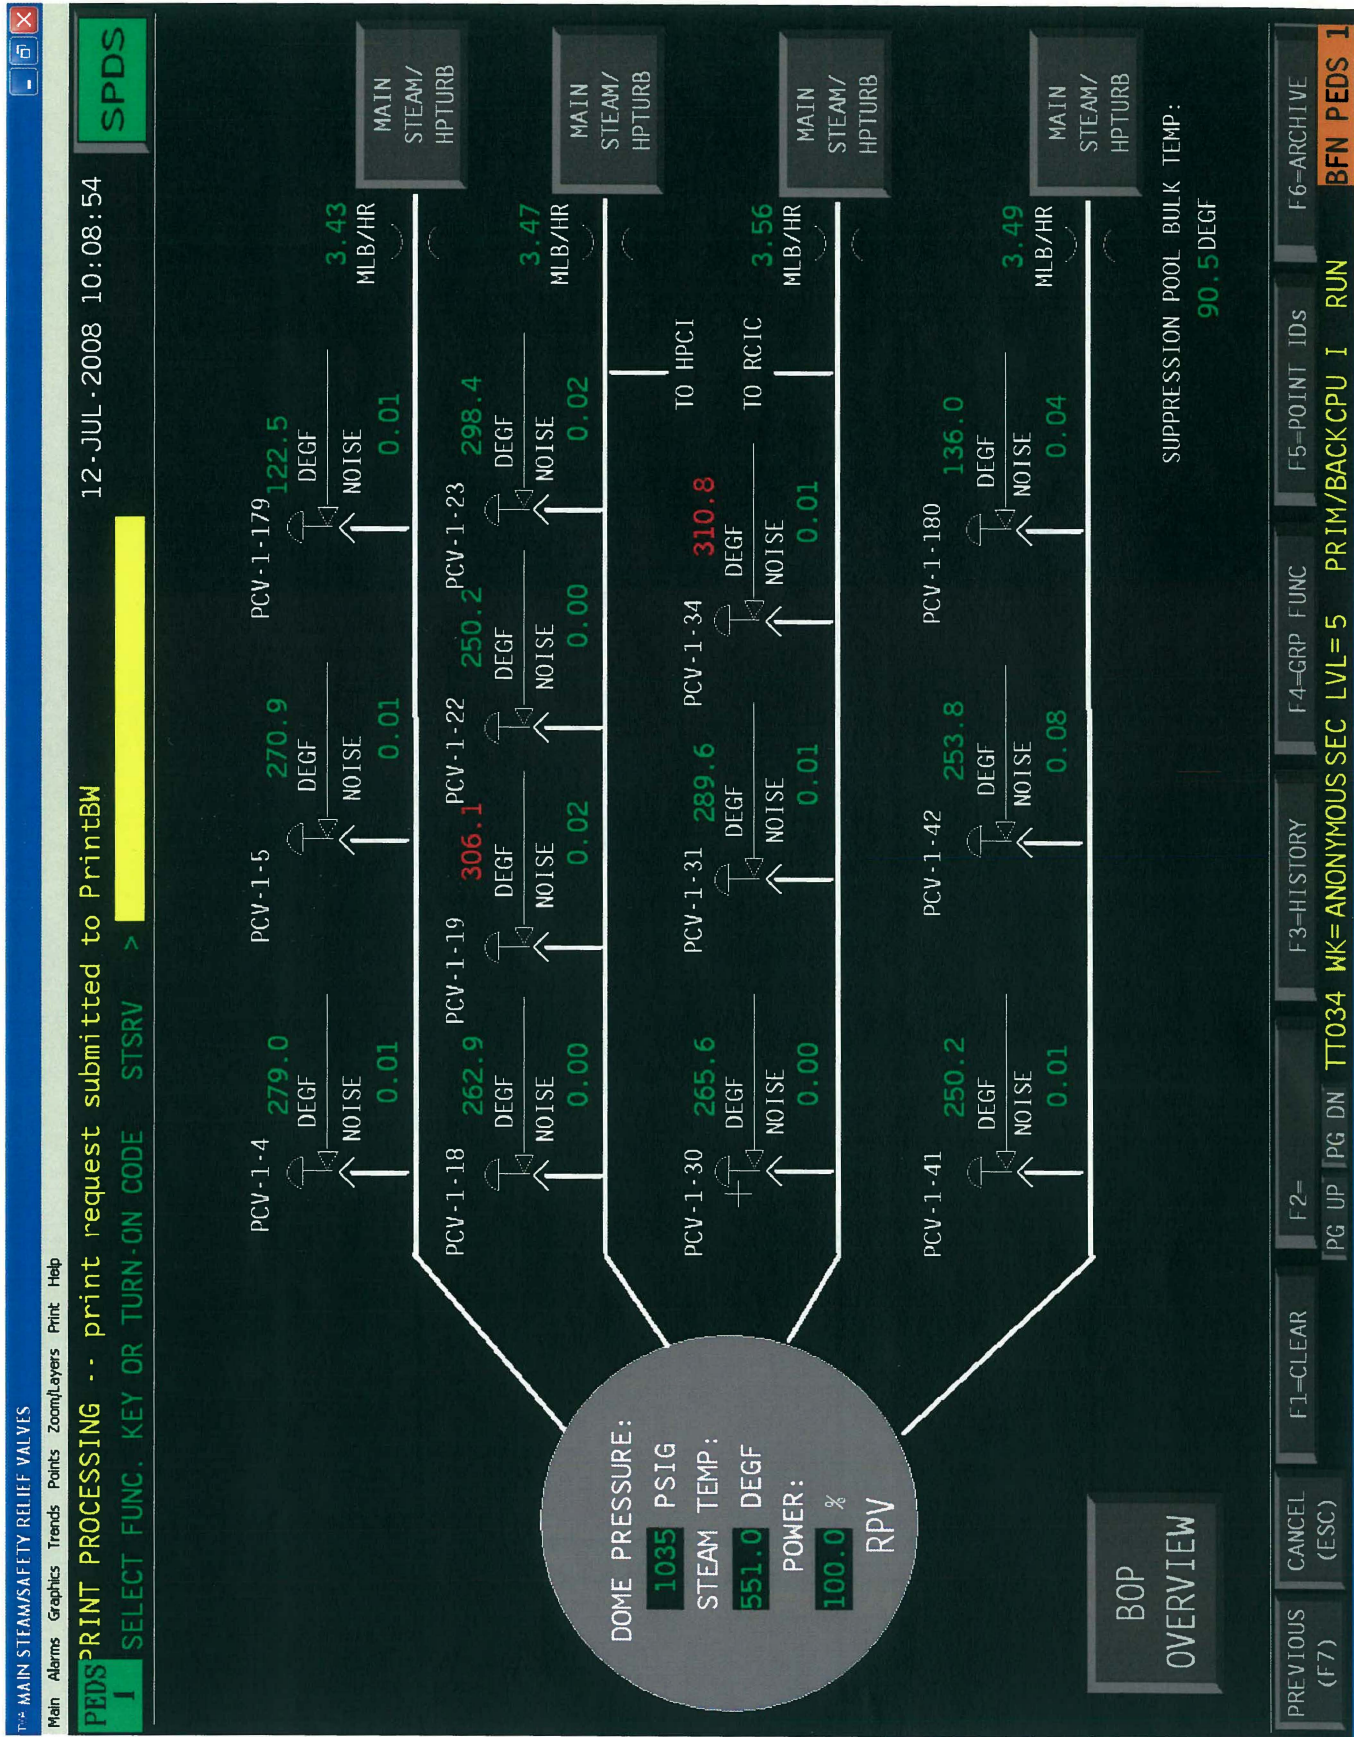 TVA MAIN STEAM/SAFETY RELIEF VALVES
Main Alarms Graphics Trends Points Zoom/Layers Print Help
PEDS 1
PRINT PROCESSING -- print request submitted to PrintBW
12-JUL-2008 10:08:54
SPDS
SELECT FUNC. KEY OR TURN-ON CODE STSRV >
PCV-1-4
279.0
DEGF
NOISE
0.01
PCV-1-5
270.9
DEGF
NOISE
0.01
PCV-1-179
122.5
DEGF
NOISE
0.01
3.43
MLB/HR
MAIN
STEAM/
HPTURB
PCV-1-18
262.9
DEGF
NOISE
0.00
PCV-1-19
306.1
DEGF
NOISE
0.02
PCV-1-22
250.2
DEGF
NOISE
0.00
PCV-1-23
298.4
DEGF
NOISE
0.02
3.47
MLB/HR
MAIN
STEAM/
HPTURB
TO HPCI
DOME PRESSURE:
1035 PSIG
STEAM TEMP:
551.0 DEGF
POWER:
100.0 %
RPV
PCV-1-30
265.6
DEGF
NOISE
0.00
PCV-1-31
289.6
DEGF
NOISE
0.01
PCV-1-34
310.8
DEGF
NOISE
0.01
TO RCIC
3.56
MLB/HR
MAIN
STEAM/
HPTURB
PCV-1-41
250.2
DEGF
NOISE
0.01
PCV-1-42
253.8
DEGF
NOISE
0.08
PCV-1-180
136.0
DEGF
NOISE
0.04
3.49
MLB/HR
MAIN
STEAM/
HPTURB
BOP
OVERVIEW
SUPPRESSION POOL BULK TEMP:
90.5 DEGF
PREVIOUS
(F7)
CANCEL
(ESC)
F1=CLEAR
F2=
F3=HISTORY
F4=GRP FUNC
F5=POINT IDs
F6=ARCHIVE
PG UP PG DN TTO34 WK=ANONYMOUS SEC LVL= 5 PRIM/BACKCPU I RUN
BFN PEDS 1